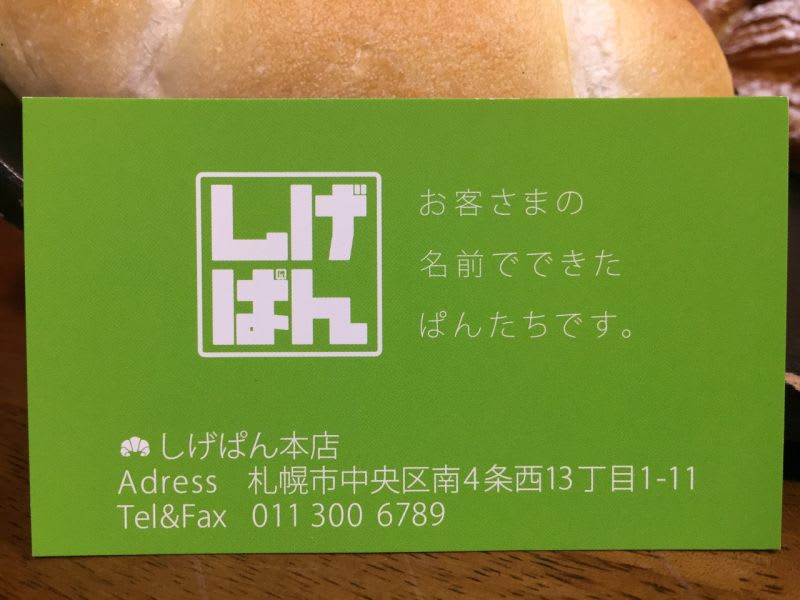 しげ
ぱん
お客さまの
名前でできた
ぱんたちです。
しげぱん本店
Adress 札幌市中央区南4条西13丁目1-11
Tel&Fax 011 300 6789